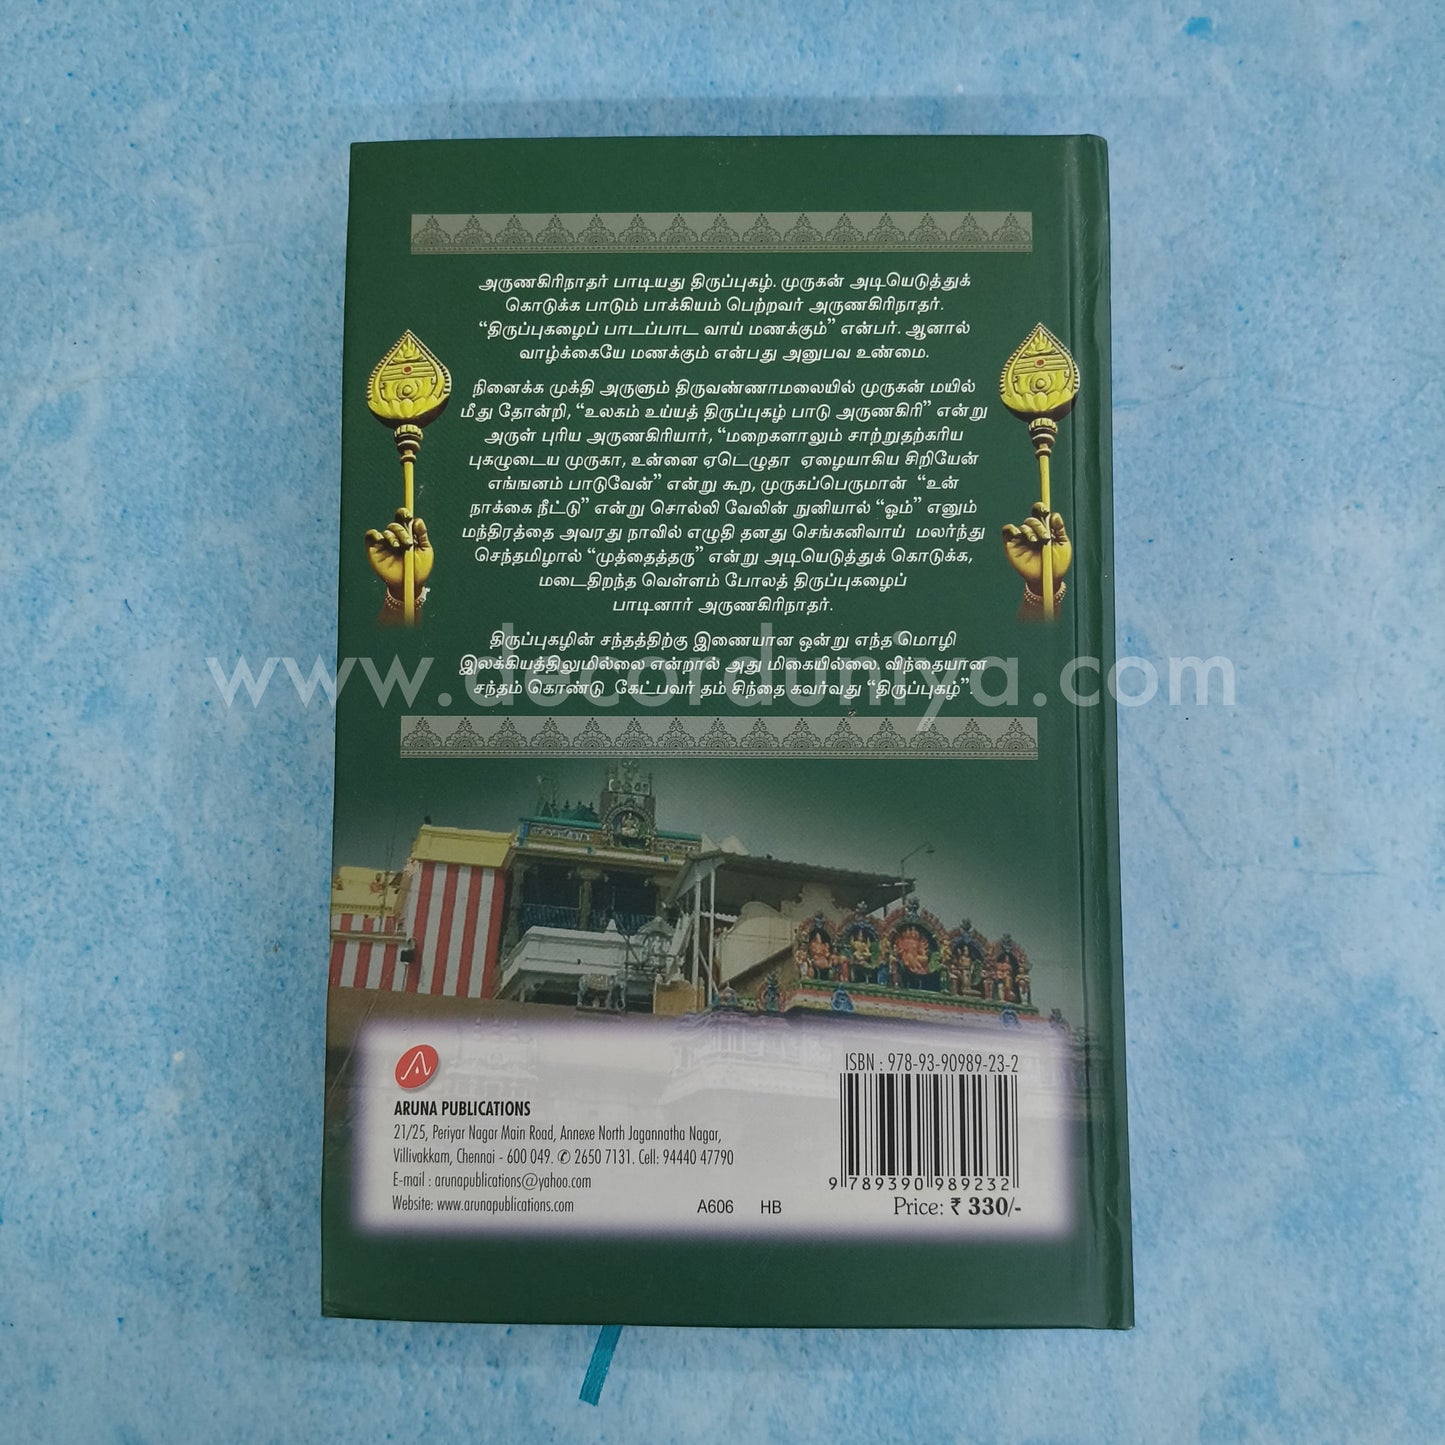 அருணகிரிநாதர் பாடியது திருப்புகழ். முருகன் அடியெடுத்துக்
கொடுக்க பாடும் பாக்கியம் பெற்றவர் அருணகிரிநாதர்.
“திருப்புகழைப் பாடப்பாட வாய் மணக்கும்” என்பர். ஆனால்
வாழ்க்கையே மணக்கும் என்பது அனுபவ உண்மை.
நினைக்க முக்தி அருளும் திருவண்ணாமலையில் முருகன் மயில்
மீது தோன்றி, “உலகம் உய்யத் திருப்புகழ் பாடு அருணகிரி” என்று
அருள் புரிய அருணகிரியார், “மறைகளாலும் சாற்றுதற்கரிய
புகழுடைய முருகா, உன்னை ஏடெழுதா ஏழையாகிய சிறியேன்
எங்ஙனம் பாடுவேன்” என்று கூற, முருகப்பெருமான் “உன்
நாக்கை நீட்டு” என்று சொல்லி வேலின் நுனியால் “ஓம்” எனும்
மந்திரத்தை அவரது நாவில் எழுதி தனது செங்கனிவாய் மலர்ந்து
செந்தமிழால் “முத்தைத்தரு” என்று அடியெடுத்துக் கொடுக்க,
மடைதிறந்த வெள்ளம் போலத் திருப்புகழைப்
பாடினார் அருணகிரிநாதர்.
திருப்புகழின் சந்தத்திற்கு இணையான ஒன்று எந்த மொழி
இலக்கியத்திலுமில்லை என்றால் அது மிகையில்லை. விந்தையான
சந்தம் கொண்டு கேட்பவர் தம் சிந்தை கவர்வது “திருப்புகழ்”.
www.decorduniya.com
ARUNA PUBLICATIONS
21/25, Periyar Nagar Main Road, Annexe North Jagannatha Nagar,
Villivakkam, Chennai - 600 049. ✆ 2650 7131. Cell: 94440 47790
E-mail : arunapublications@yahoo.com
Website: www.arunapublications.com
A606 HB
ISBN : 978-93-90989-23-2
9 789390 989232
Price: ₹ 330/-